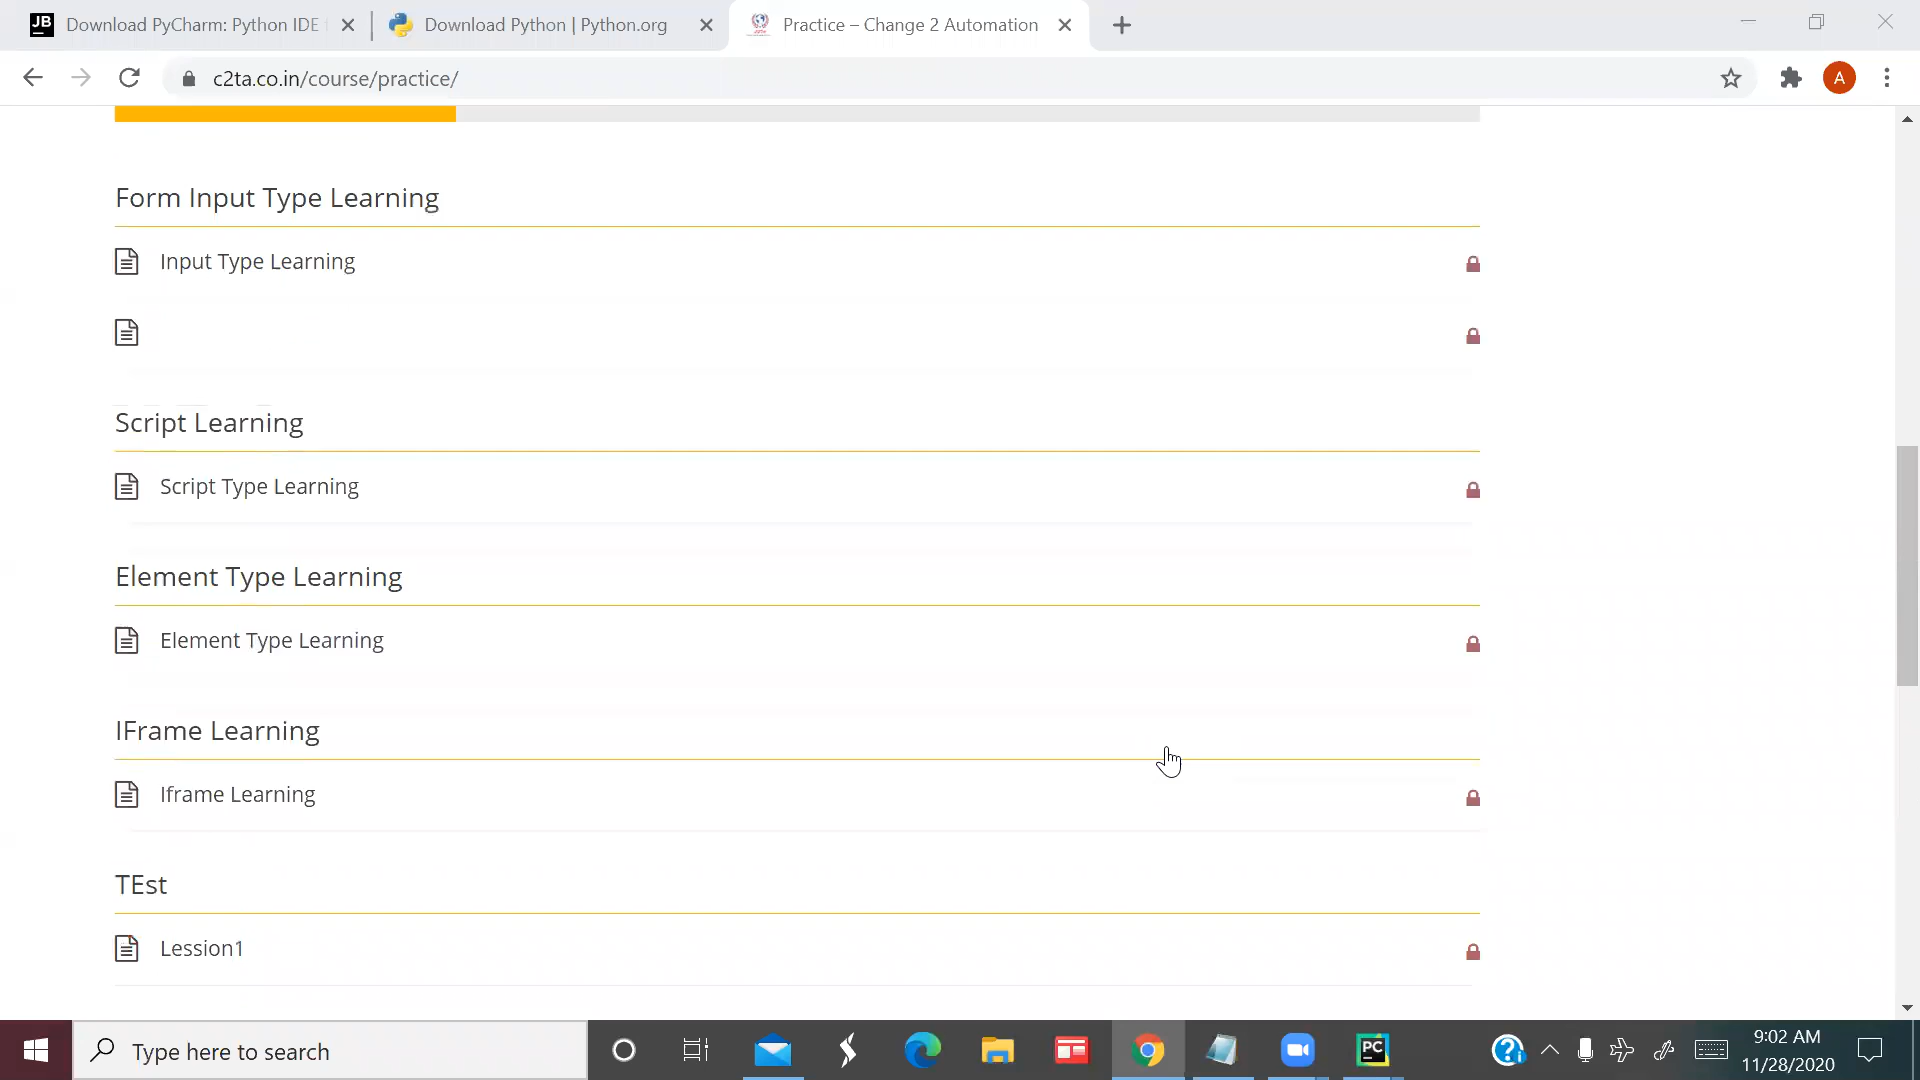 JB Download PyCharm: Python IDE
Download Python | Python.org
Practice – Change 2 Automation
c2ta.co.in/course/practice/
A
Form Input Type Learning
Input Type Learning
Script Learning
Script Type Learning
Element Type Learning
Element Type Learning
IFrame Learning
Iframe Learning
TEst
Lession1
Type here to search
PC
9:02 AM
11/28/2020